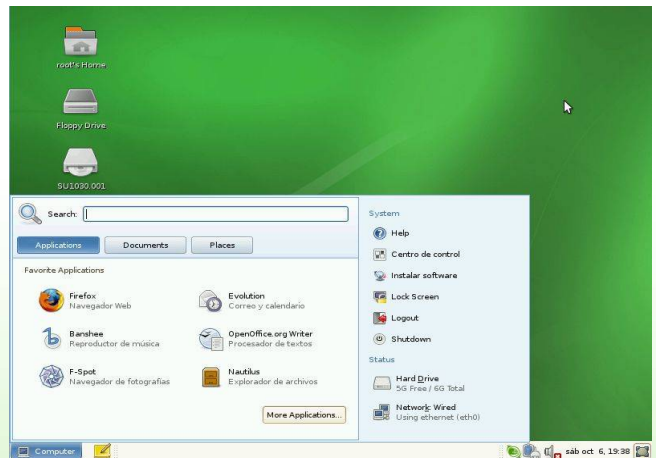 root's Home
Floppy Drive
SU1030.001
Search:
Applications
Documents
Places
Favorite Applications
Firefox
Navegador Web
Evolution
Correo y calendario
Banshee
Reproductor de música
OpenOffice.org Writer
Procesador de textos
F-Spot
Navegador de fotografías
Nautilus
Explorador de archivos
More Applications...
System
Help
Centro de control
Instalar software
Lock Screen
Logout
Shutdown
Status
Hard Drive
5G Free / 6G Total
Network: Wired
Using ethernet (eth0)
Computer
sáb oct 6, 19:38